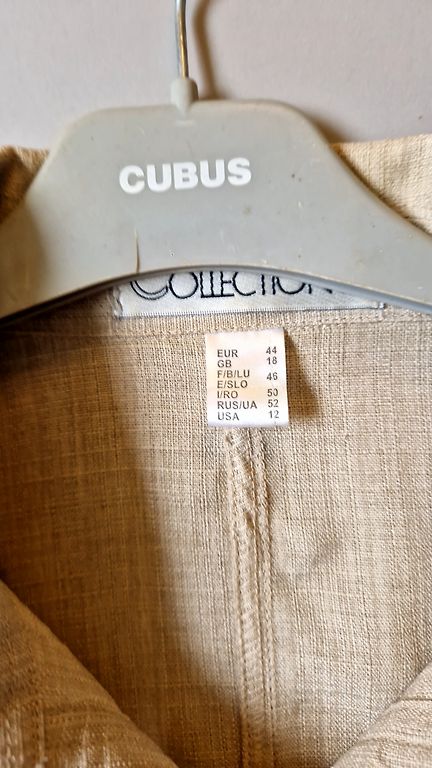 CUBUS
COLLECTION
EUR 44
GB 18
F/B/LU 46
E/SLO
I/RO 50
RUS/UA 52
USA 12